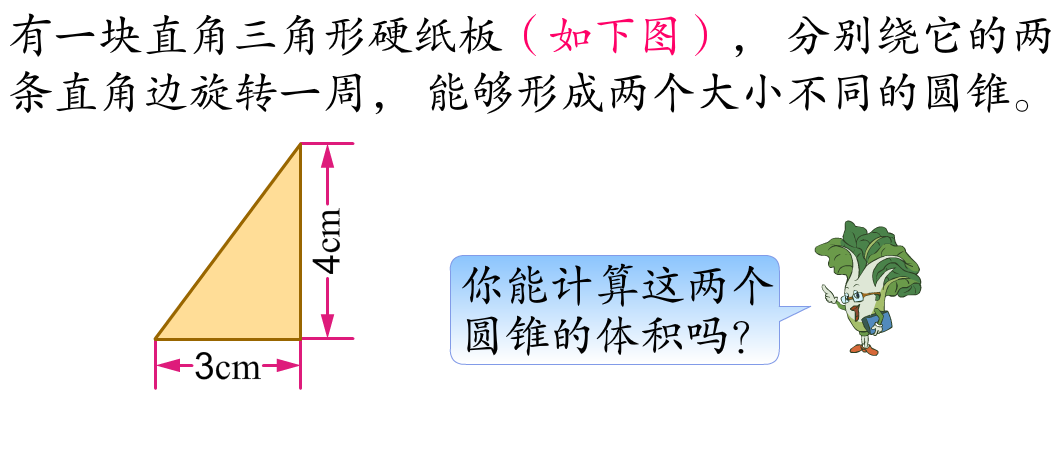 有一块直角三角形硬纸板（如下图），分别绕它的两
条直角边旋转一周，能够形成两个大小不同的圆锥。
4cm
你能计算这两个
圆锥的体积吗？
3cm